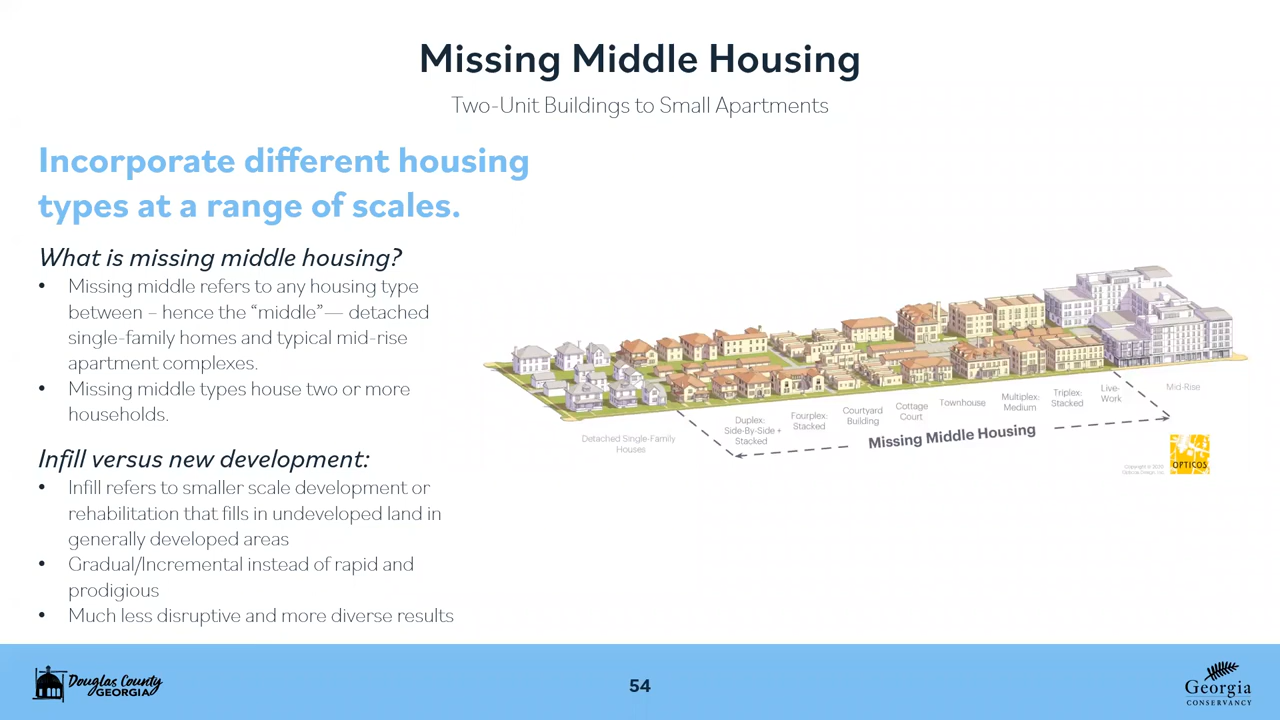 Missing Middle Housing
Two-Unit Buildings to Small Apartments
Incorporate different housing
types at a range of scales.
What is missing middle housing?
• Missing middle refers to any housing type
between – hence the “middle”–– detached
single-family homes and typical mid-rise
apartment complexes.
• Missing middle types house two or more
households.
Infill versus new development:
• Infill refers to smaller scale development or
rehabilitation that fills in undeveloped land in
generally developed areas
• Gradual/Incremental instead of rapid and
prodigious
• Much less disruptive and more diverse results
Detached Single-Family
Houses
Duplex:
Side-By-Side +
Stacked
Fourplex:
Stacked
Courtyard
Building
Cottage
Court
Townhouse
Multiplex:
Medium
Triplex:
Stacked
Live-
Work
Mid-Rise
Missing Middle Housing
OPTICOS
Copyright © 2020
Opticos Design, Inc.
Douglas County
GEORGIA
54
Georgia
CONSERVANCY